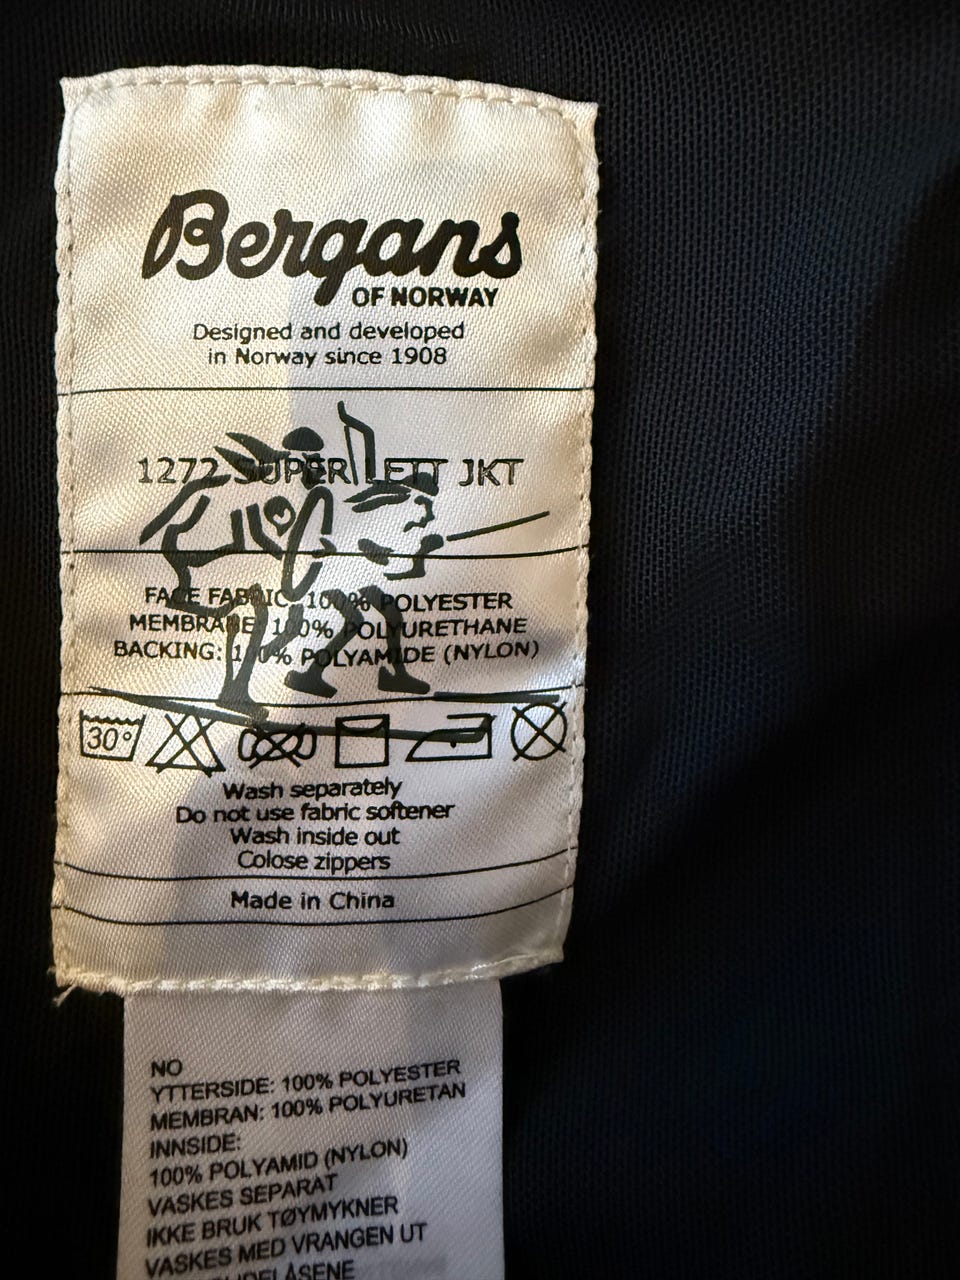 Bergans
OF NORWAY
Designed and developed
in Norway since 1908
1272 SUPER LETT JKT
FACE FABRIC: 100% POLYESTER
MEMBRANE: 100% POLYURETHANE
BACKING: 100% POLYAMIDE (NYLON)
30°
Wash separately
Do not use fabric softener
Wash inside out
Colose zippers
Made in China
NO
YTTERSIDE: 100% POLYESTER
MEMBRAN: 100% POLYURETAN
INNSIDE:
100% POLYAMID (NYLON)
VASKES SEPARAT
IKKE BRUK TØYMYKNER
VASKES MED VRANGEN UT